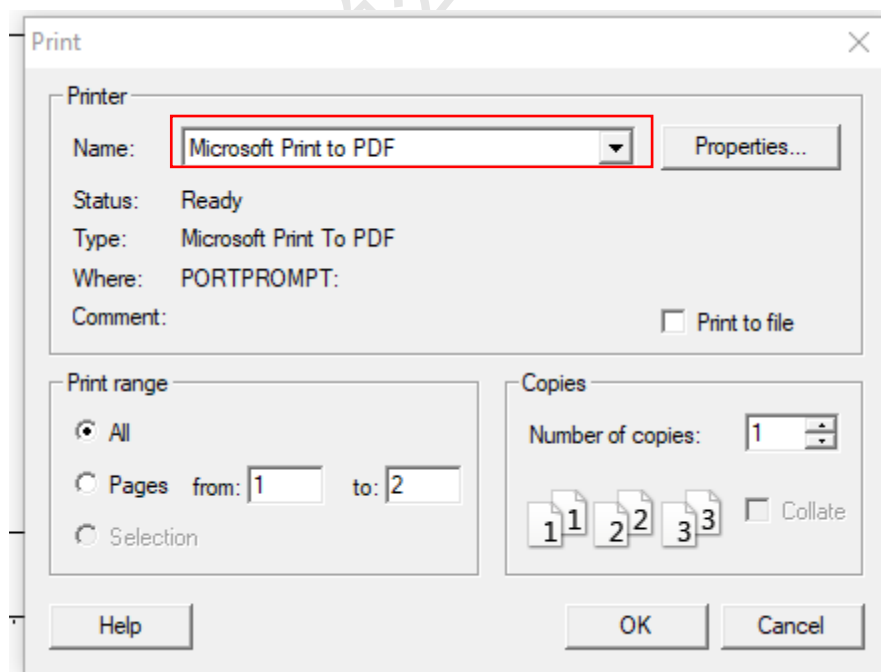 Print
Printer
Name: Microsoft Print to PDF Properties...
Status: Ready
Type: Microsoft Print To PDF
Where: PORTPROMPT:
Comment: Print to file
Print range
All
Pages from: 1 to: 2
Selection
Copies
Number of copies: 1
1 1 2 2 3 3 Collate
Help OK Cancel